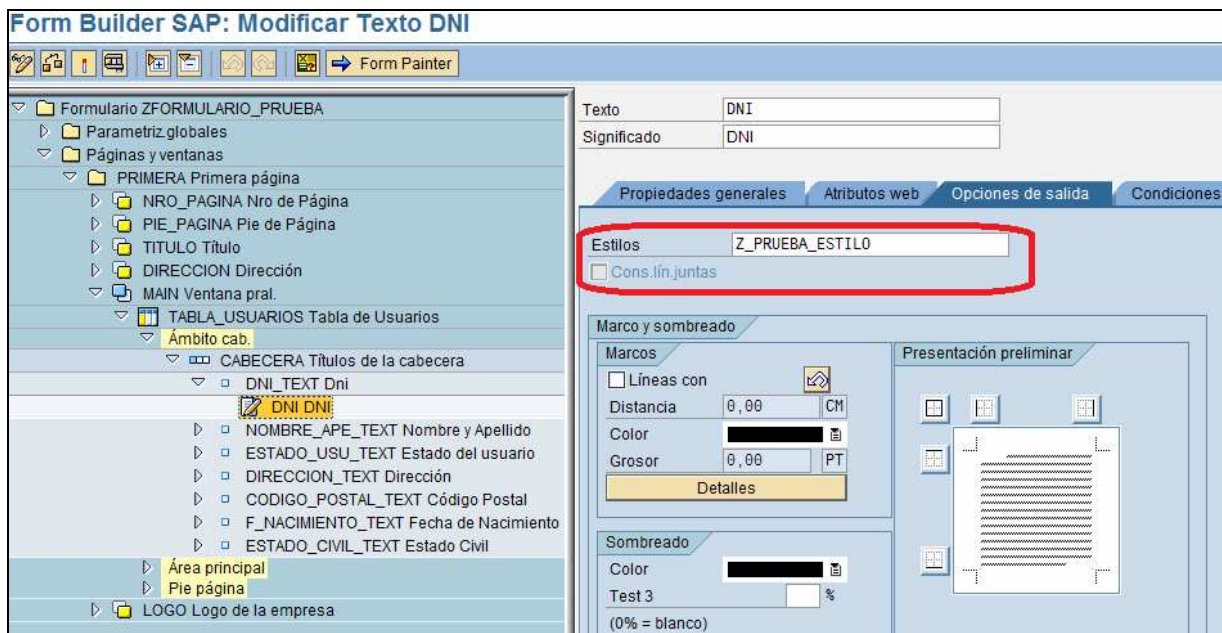 Form Builder SAP: Modificar Texto DNI
Form Painter
Formulario ZFORMULARIO_PRUEBA
Parametriz.globales
Páginas y ventanas
PRIMERA Primera página
NRO_PAGINA Nro de Página
PIE_PAGINA Pie de Página
TITULO Título
DIRECCION Dirección
MAIN Ventana pral.
TABLA_USUARIOS Tabla de Usuarios
Ámbito cab.
CABECERA Títulos de la cabecera
DNI_TEXT Dni
DNI DNI
NOMBRE_APE_TEXT Nombre y Apellido
ESTADO_USU_TEXT Estado del usuario
DIRECCION_TEXT Dirección
CODIGO_POSTAL_TEXT Código Postal
F_NACIMIENTO_TEXT Fecha de Nacimiento
ESTADO_CIVIL_TEXT Estado Civil
Área principal
Pie página
LOGO Logo de la empresa
Texto DNI
Significado DNI
Propiedades generales Atributos web Opciones de salida Condiciones
Estilos Z_PRUEBA_ESTILO
Cons.lín.juntas
Marco y sombreado
Marcos Presentación preliminar
Líneas con
Distancia 0,00 CM
Color
Grosor 0,00 PT
Detalles
Sombreado
Color
Test 3 %
(0% = blanco)